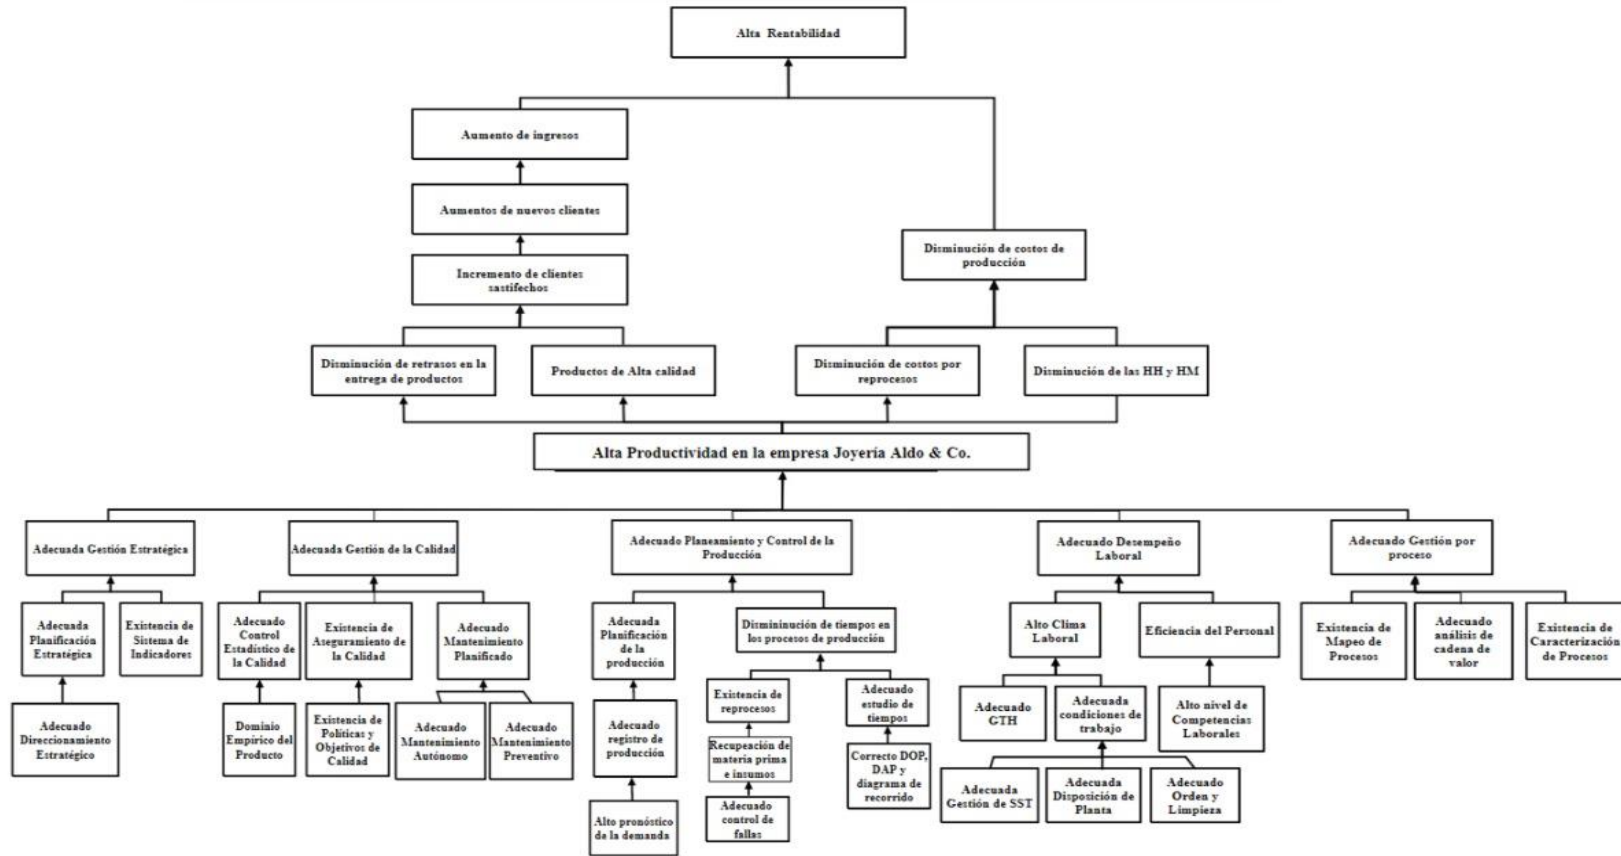 Alta Rentabilidad
Aumento de ingresos
Aumentos de nuevos clientes
Disminución de costos de
producción
Incremento de clientes
sastifechos
Disminución de retrasos en la
entrega de productos
Productos de Alta calidad
Disminución de costos por
reprocesos
Disminución de las HH y HM
Alta Productividad en la empresa Joyería Aldo & Co.
Adecuada Gestión Estratégica
Adecuada Gestión de la Calidad
Adecuado Planeamiento y Control de la
Producción
Adecuado Desempeño
Laboral
Adecuado Gestión por
proceso
Adecuada
Planificación
Estratégica
Existencia de
Sistema de
Indicadores
Adecuado
Control
Estadístico de
la Calidad
Existencia de
Aseguramiento de
la Calidad
Adecuado
Mantenimiento
Planificado
Adecuada
Planificación
de la
producción
Dismininución de tiempos en
los procesos de producción
Alto Clima
Laboral
Eficiencia del Personal
Existencia de
Mapeo de
Procesos
Adecuado
análisis de
cadena de
valor
Existencia de
Caracterización
de Procesos
Adecuado
Direccionamiento
Estratégico
Dominio
Empírico del
Producto
Existencia de
Políticas y
Objetivos de
Calidad
Adecuado
Mantenimiento
Autónomo
Adecuado
Mantenimiento
Preventivo
Adecuado
registro de
producción
Existencia de
reprocesos
Adecuado
estudio de
tiempos
Adecuado
GTH
Adecuada
condiciones de
trabajo
Alto nivel de
Competencias
Laborales
Recupeación de
materia prima
e insumos
Correcto DOP,
DAP y
diagrama de
recorrido
Adecuada
Gestión de SST
Adecuada
Disposición de
Planta
Adecuado
Orden y
Limpieza
Alto pronóstico
de la demanda
Adecuado
control de
fallas